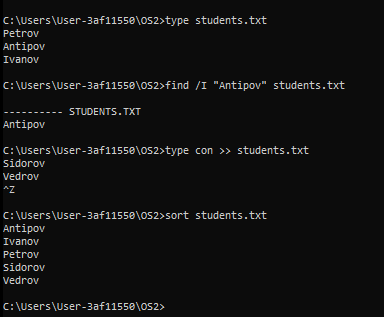 C:\Users\User-3af11550\OS2>type students.txt
Petrov
Antipov
Ivanov
C:\Users\User-3af11550\OS2>find /I "Antipov" students.txt
---------- STUDENTS.TXT
Antipov
C:\Users\User-3af11550\OS2>type con >> students.txt
Sidorov
Vedrov
^Z
C:\Users\User-3af11550\OS2>sort students.txt
Antipov
Ivanov
Petrov
Sidorov
Vedrov
C:\Users\User-3af11550\OS2>